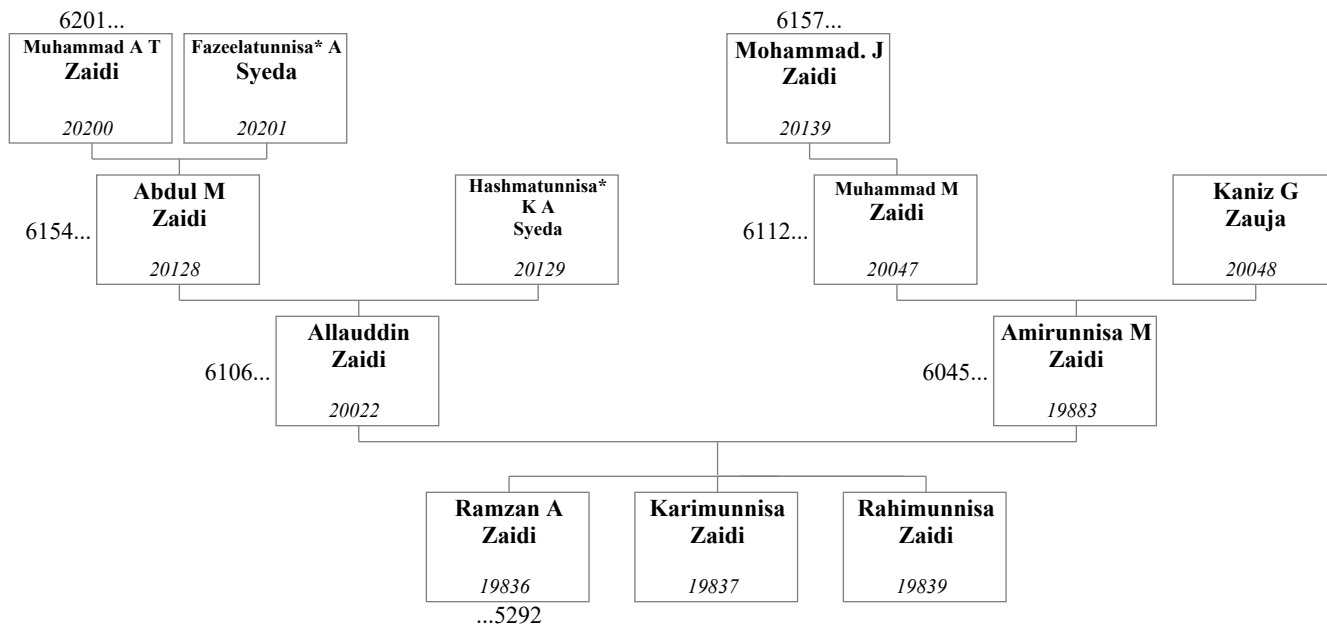 6201...
Muhammad A T
Zaidi
20200
Fazeelatunnisa* A
Syeda
20201
6157...
Mohammad. J
Zaidi
20139
6154...
Abdul M
Zaidi
20128
Hashmatunnisa*
K A
Syeda
20129
6112...
Muhammad M
Zaidi
20047
Kaniz G
Zauja
20048
6106...
Allauddin
Zaidi
20022
6045...
Amirunnisa M
Zaidi
19883
Ramzan A
Zaidi
19836
...5292
Karimunnisa
Zaidi
19837
Rahimunnisa
Zaidi
19839